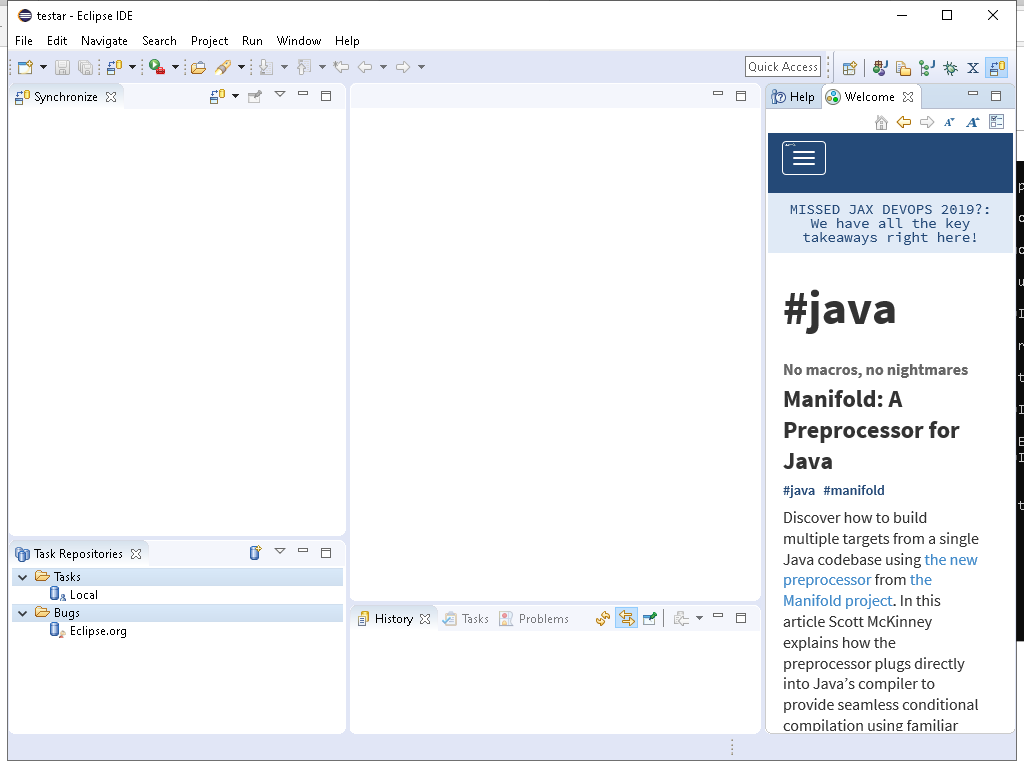 testar - Eclipse IDE
File Edit Navigate Search Project Run Window Help
Quick Access
Synchronize
Help Welcome
MISSED JAX DEVOPS 2019?:
We have all the key
takeaways right here!
#java
No macros, no nightmares
Manifold: A
Preprocessor for
Java
#java #manifold
Discover how to build
multiple targets from a single
Java codebase using the new
preprocessor from the
Manifold project. In this
article Scott McKinney
explains how the
preprocessor plugs directly
into Java’s compiler to
provide seamless conditional
compilation using familiar
Task Repositories
Tasks
Local
Bugs
Eclipse.org
History Tasks Problems